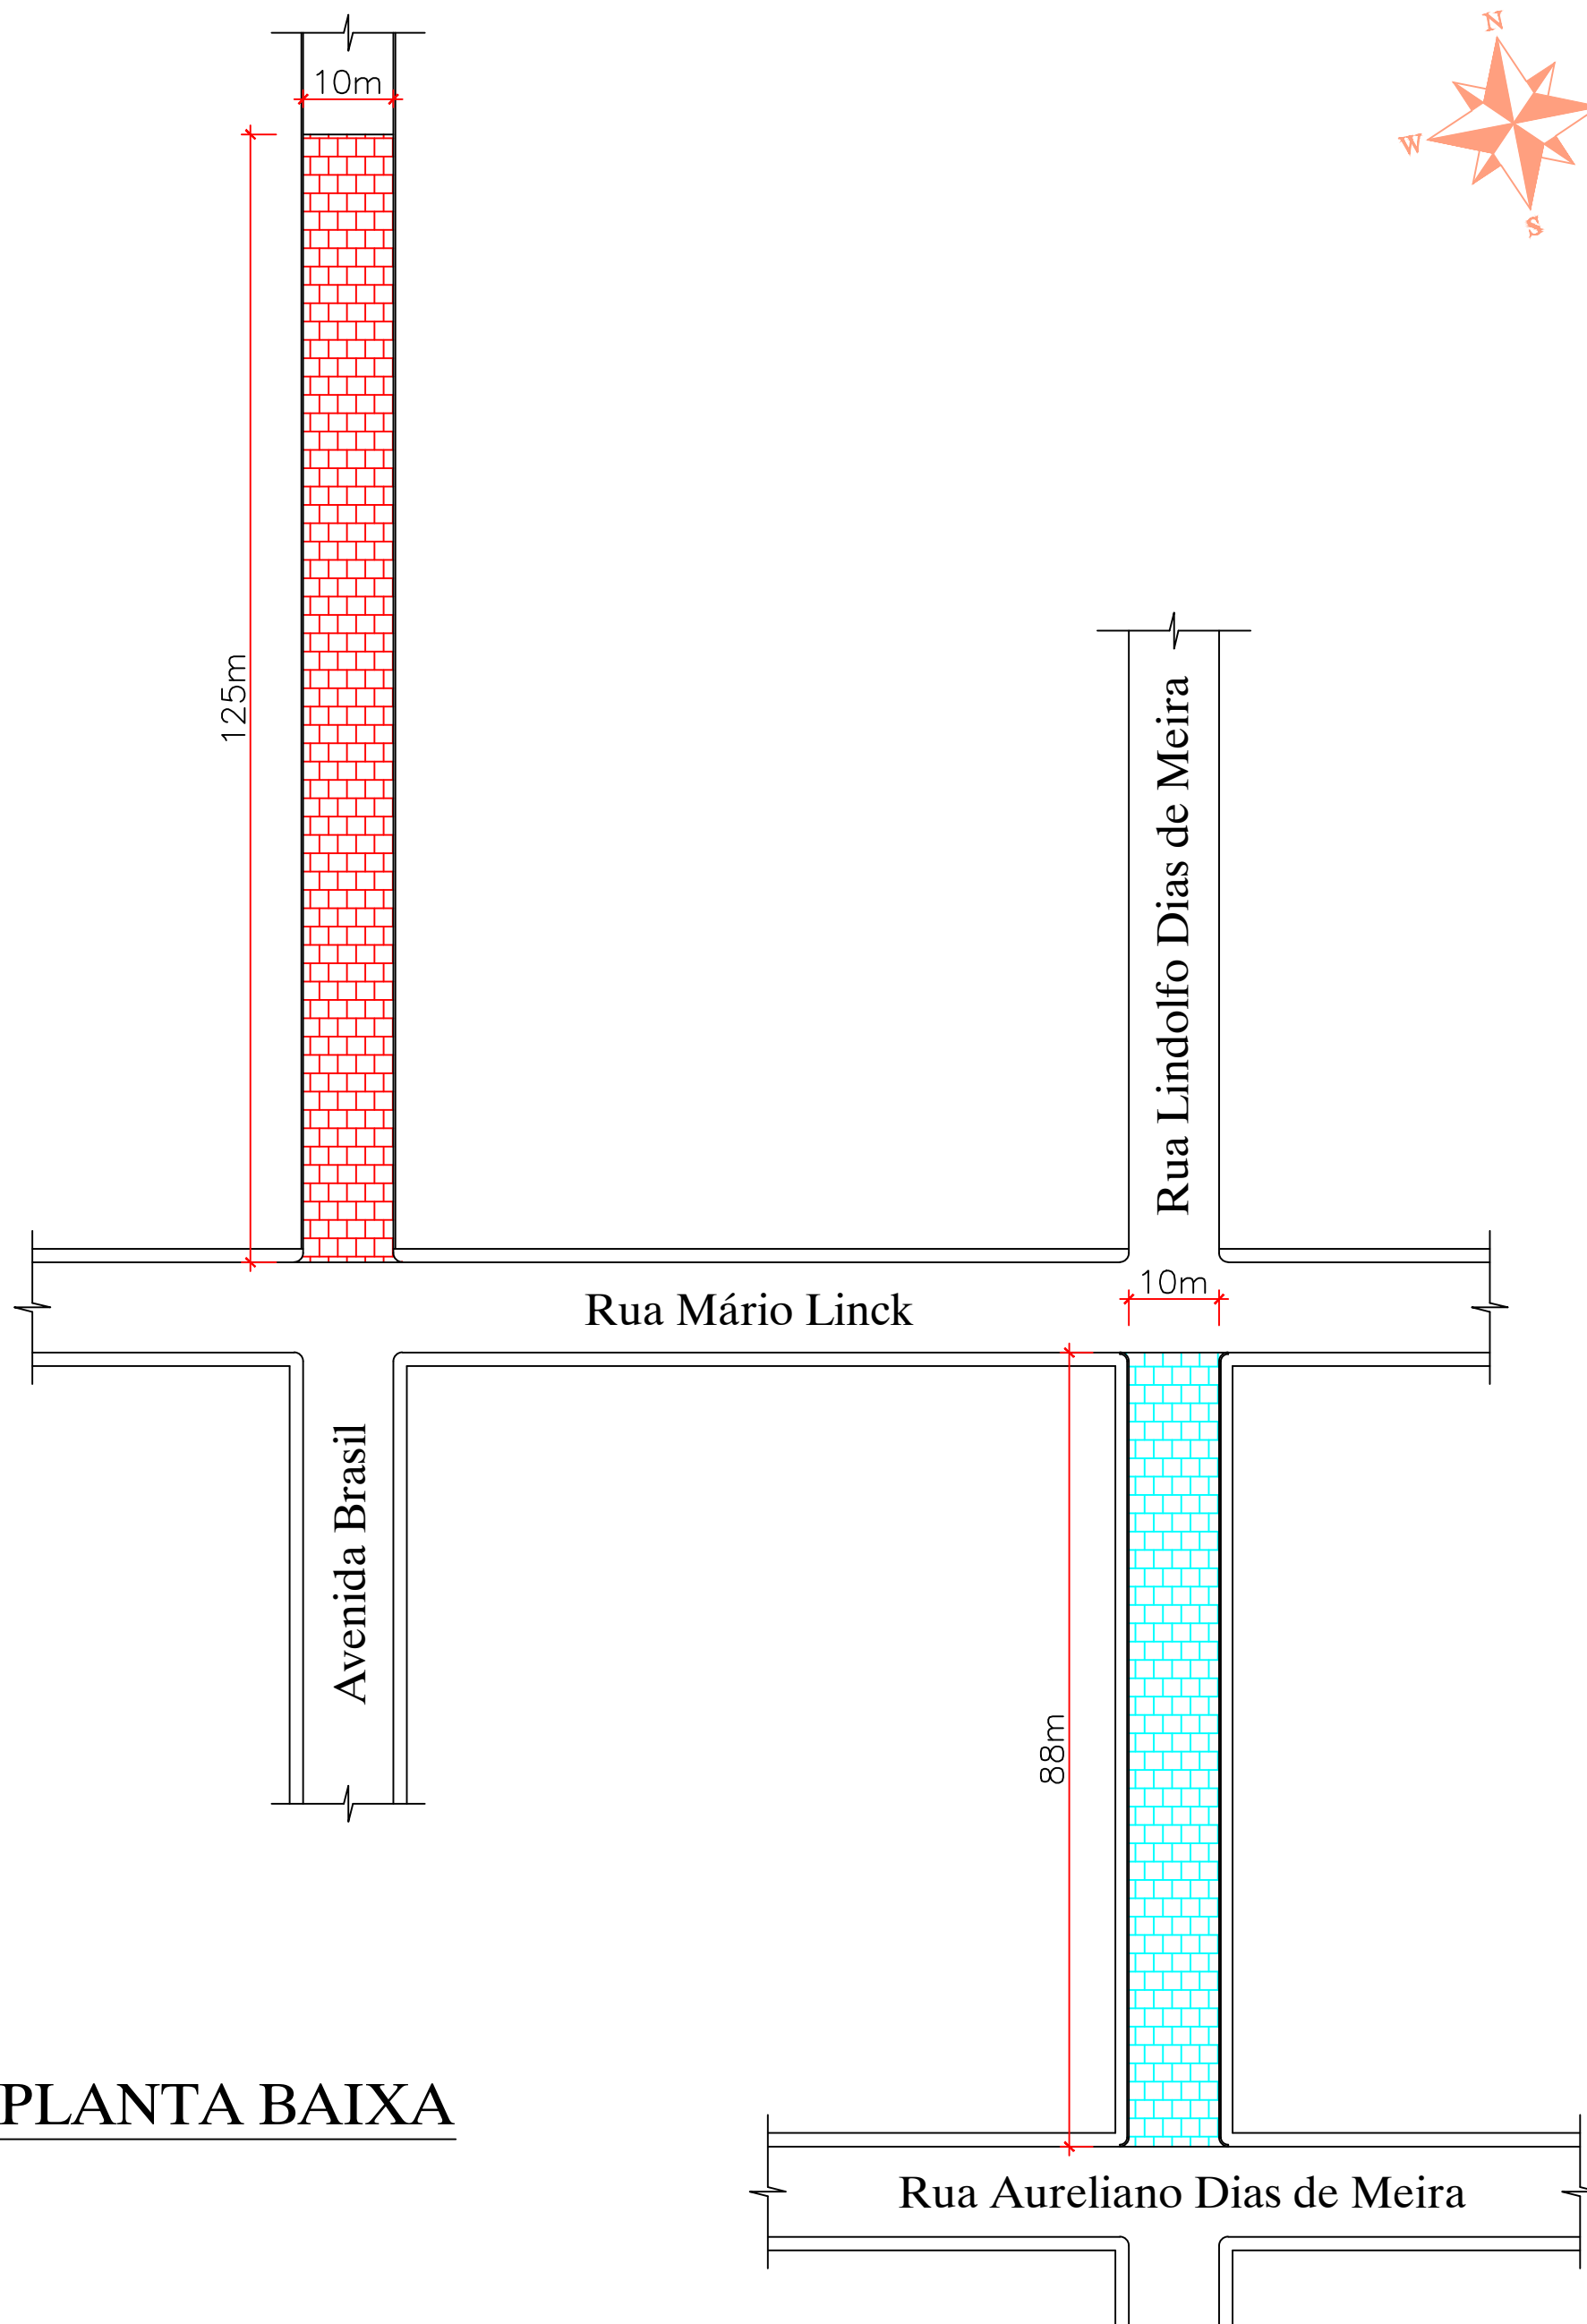 N
10m
W
S
125m
Rua Lindolfo Dias de Meira
10m
Rua Mário Linck
Avenida Brasil
88m
PLANTA BAIXA
Rua Aureliano Dias de Meira